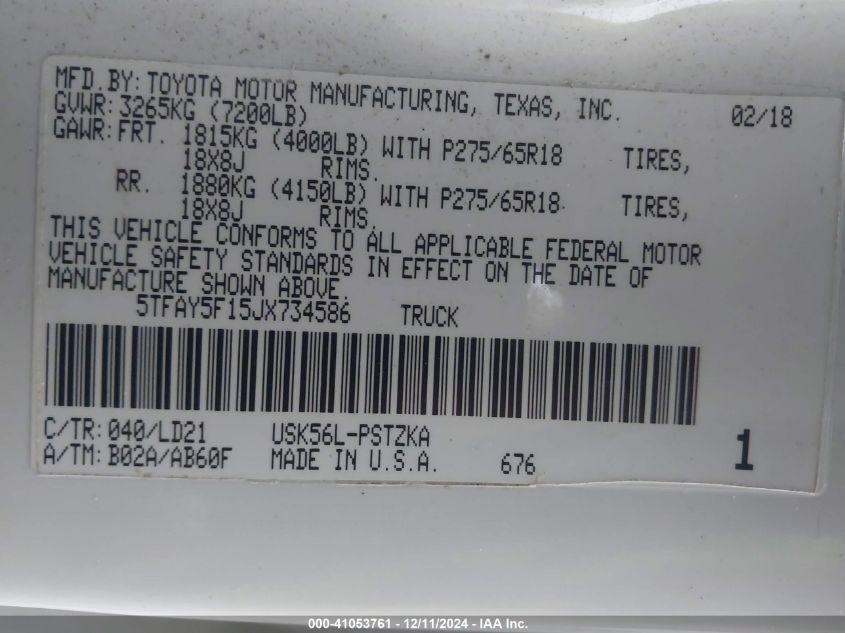 MFD. BY: TOYOTA MOTOR MANUFACTURING, TEXAS, INC. 02/18
GVWR: 3265KG (7200LB)
GAWR: FRT. 1815KG (4000LB) WITH P275/65R18 TIRES,
18X8J RIMS.
RR. 1880KG (4150LB) WITH P275/65R18 TIRES,
18X8J RIMS.
THIS VEHICLE CONFORMS TO ALL APPLICABLE FEDERAL MOTOR
VEHICLE SAFETY STANDARDS IN EFFECT ON THE DATE OF
MANUFACTURE SHOWN ABOVE.
5TFAY5F15JX734586 TRUCK
C/TR: 040/LD21 USK56L-PSTZKA
A/TM: B02A/AB60F MADE IN U.S.A. 676 1
000-41053761 - 12/11/2024 - IAA Inc.